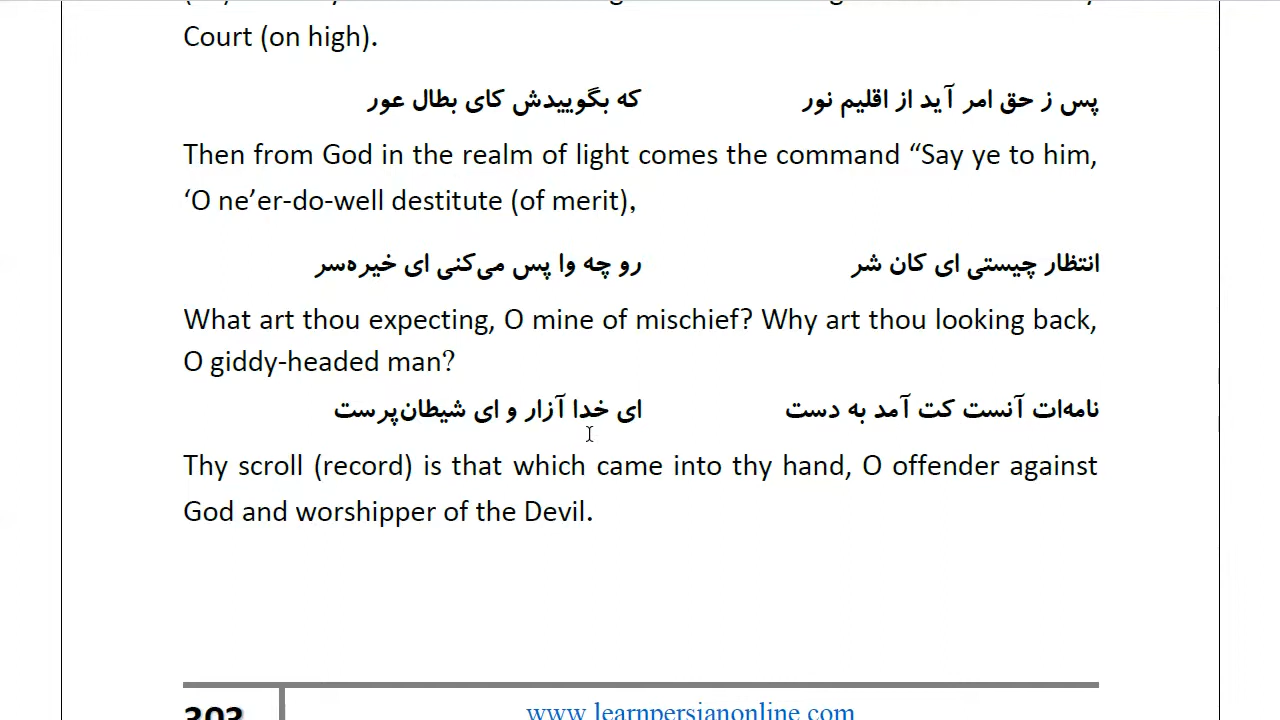 Court (on high).
پس ز حق امر آید از اقلیم نور که بگوییدش کای بطال عور
Then from God in the realm of light comes the command “Say ye to him,
‘O ne’er-do-well destitute (of merit),
انتظار چیستی ای کان شر رو چه وا پس می‌کنی ای خیره‌سر
What art thou expecting, O mine of mischief? Why art thou looking back,
O giddy-headed man?
نامه‌ات آنست کت آمد به دست ای خدا آزار و ای شیطان‌پرست
Thy scroll (record) is that which came into thy hand, O offender against
God and worshipper of the Devil.
303 www.learnpersianonline.com